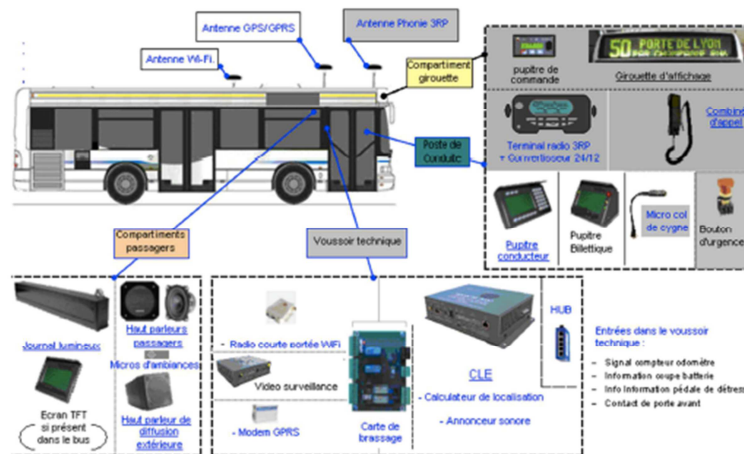 Antenne GPS/GPRS
Antenne Phonie 3RP
Antenne Wi-Fi.
Compartiment
girouette
pupitre de
commande
50 PORTE DE LYON
Girouette d'affichage
Terminal radio 3RP
+ Convertisseur 24/12
Combiné
d'appel
Poste de
Conduite
Pupitre
conducteur
Pupitre
Billettique
Micro col
de cygne
Bouton
d'urgence
Compartiments
passagers
Voussoir technique
Journal lumineux
Haut parleurs
passagers
Micros d'ambiances
Ecran TFT
si présent
dans le bus
Haut parleur de
diffusion
extérieure
- Radio courte portée WiFi
Video surveillance
- Modem GPRS
Carte de
brassage
CLE
- Calculateur de localisation
- Annonceur sonore
HUB
Entrées dans le voussoir
technique :
- Signal compteur odomètre
- Information coupe batterie
- Info Information pédale de détres
- Contact de porte avant